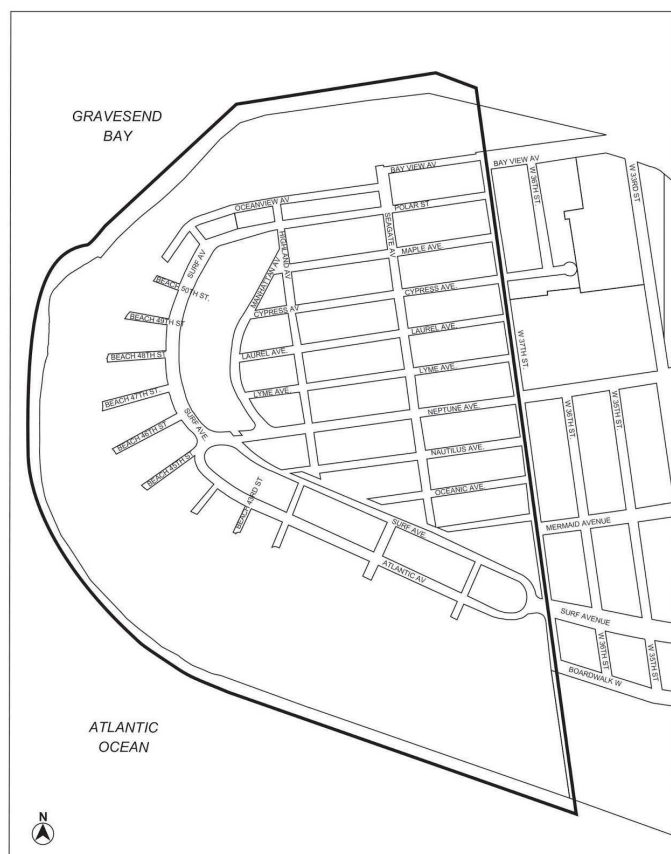 GRAVESEND
BAY
BAY VIEW AV
BAY VIEW AV
W 33RD ST
W 36TH ST.
OCEANVIEW AV
POLAR ST
SEAGATE AV
SURF AV
HIGHLAND AV
MANHATTAN AV
MAPLE AVE.
BEACH 50TH ST.
CYPRESS AVE.
CYPRESS AV
BEACH 49TH ST
LAUREL AVE.
W 37TH ST.
LAUREL AVE.
BEACH 48TH ST
LYME AVE.
LYME AVE.
BEACH 47TH ST.
NEPTUNE AVE.
W 36TH ST.
W 35TH ST.
SURF AVE.
BEACH 46TH ST
NAUTILUS AVE.
BEACH 45TH ST
OCEANIC AVE.
BEACH 43RD ST
SURF AVE.
MERMAID AVENUE
ATLANTIC AV
SURF AVENUE
W 36TH ST
W 35TH ST
BOARDWALK W
ATLANTIC
OCEAN
N